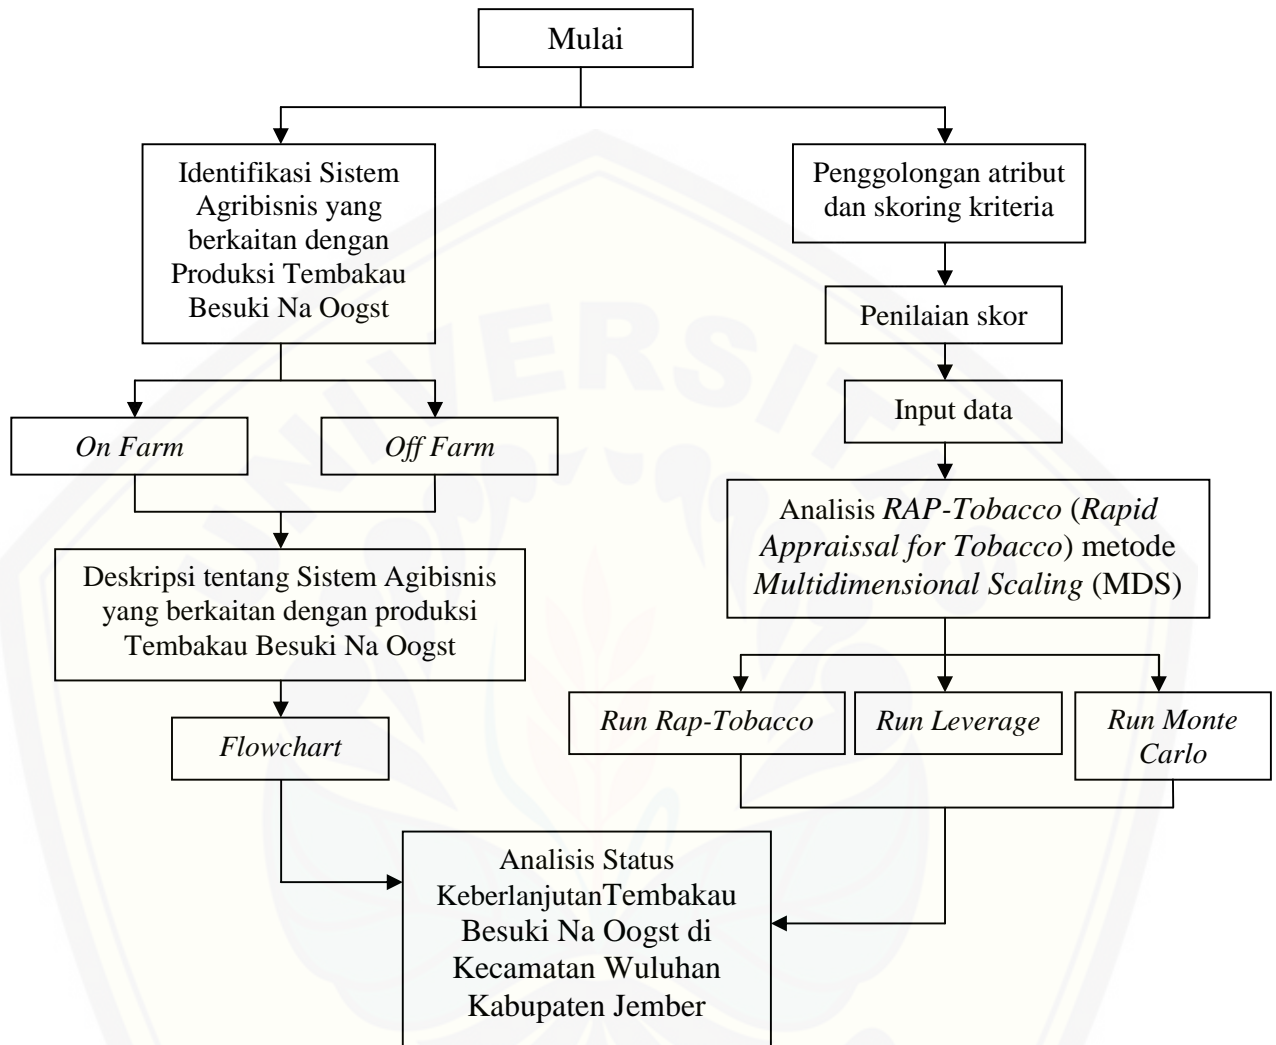 Mulai
Identifikasi Sistem
Agribisnis yang
berkaitan dengan
Produksi Tembakau
Besuki Na Oogst
Penggolongan atribut
dan skoring kriteria
Penilaian skor
Input data
On Farm
Off Farm
Analisis RAP-Tobacco (Rapid
Appraissal for Tobacco) metode
Multidimensional Scaling (MDS)
Deskripsi tentang Sistem Agibisnis
yang berkaitan dengan produksi
Tembakau Besuki Na Oogst
Flowchart
Run Rap-Tobacco
Run Leverage
Run Monte
Carlo
Analisis Status
KeberlanjutanTembakau
Besuki Na Oogst di
Kecamatan Wuluhan
Kabupaten Jember
UNIVERSITAS